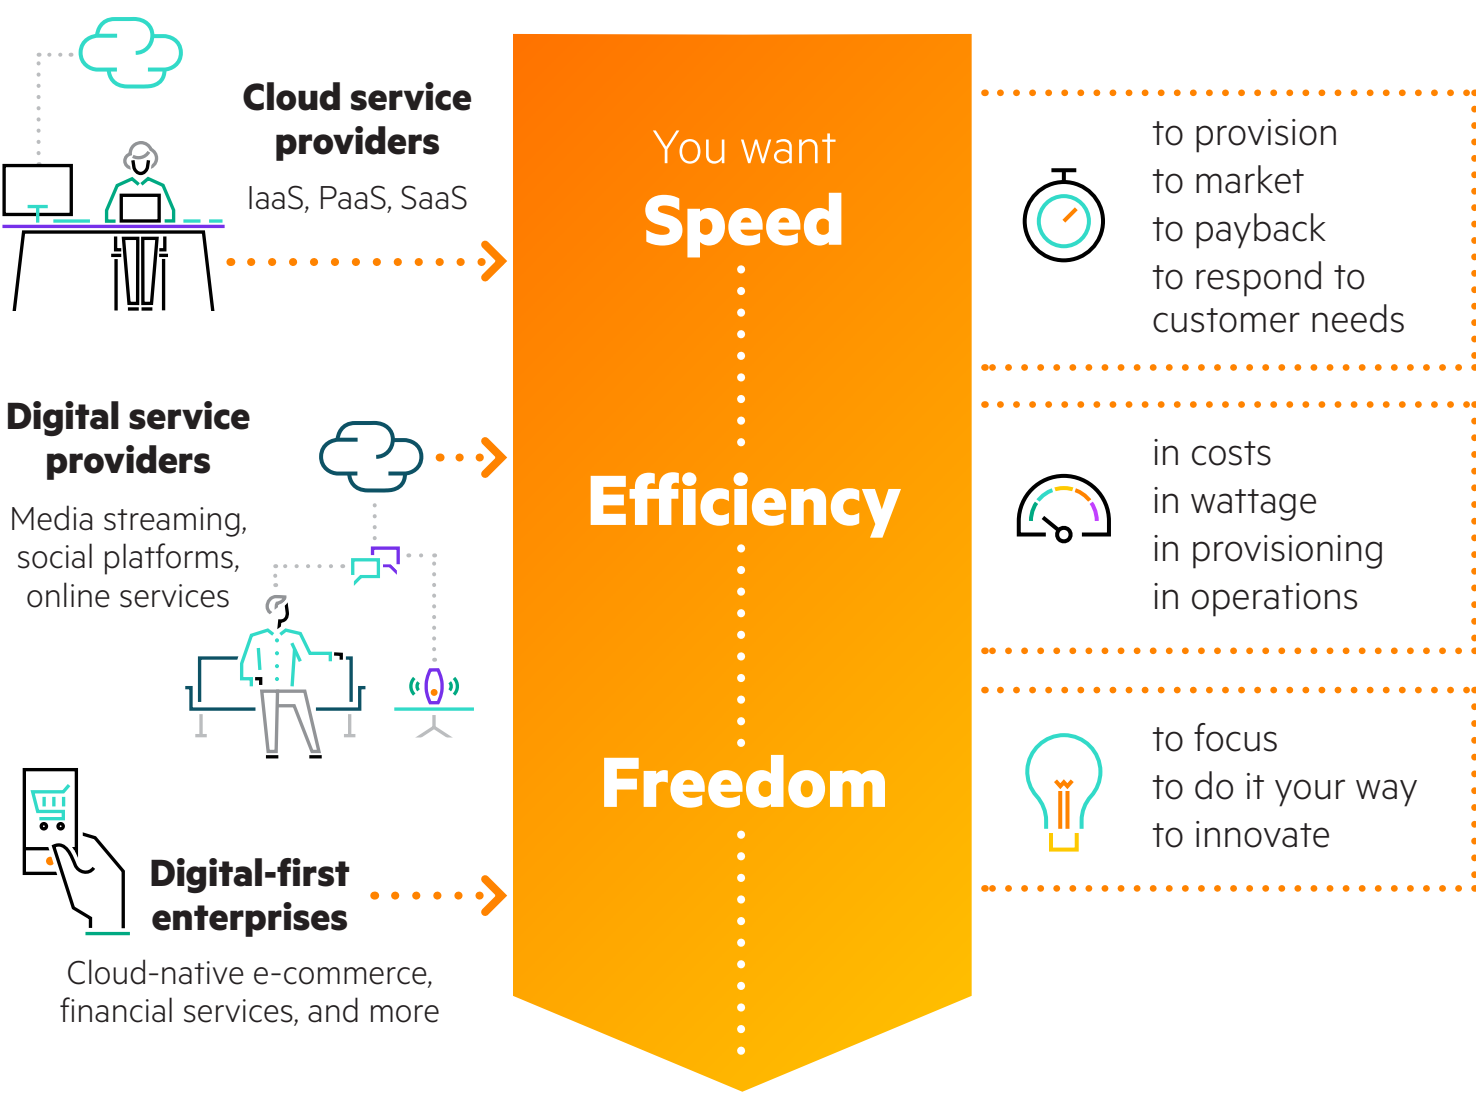 Cloud service
providers
IaaS, PaaS, SaaS
Digital service
providers
Media streaming,
social platforms,
online services
Digital-first
enterprises
Cloud-native e-commerce,
financial services, and more
You want
Speed
Efficiency
Freedom
to provision
to market
to payback
to respond to
customer needs
in costs
in wattage
in provisioning
in operations
to focus
to do it your way
to innovate